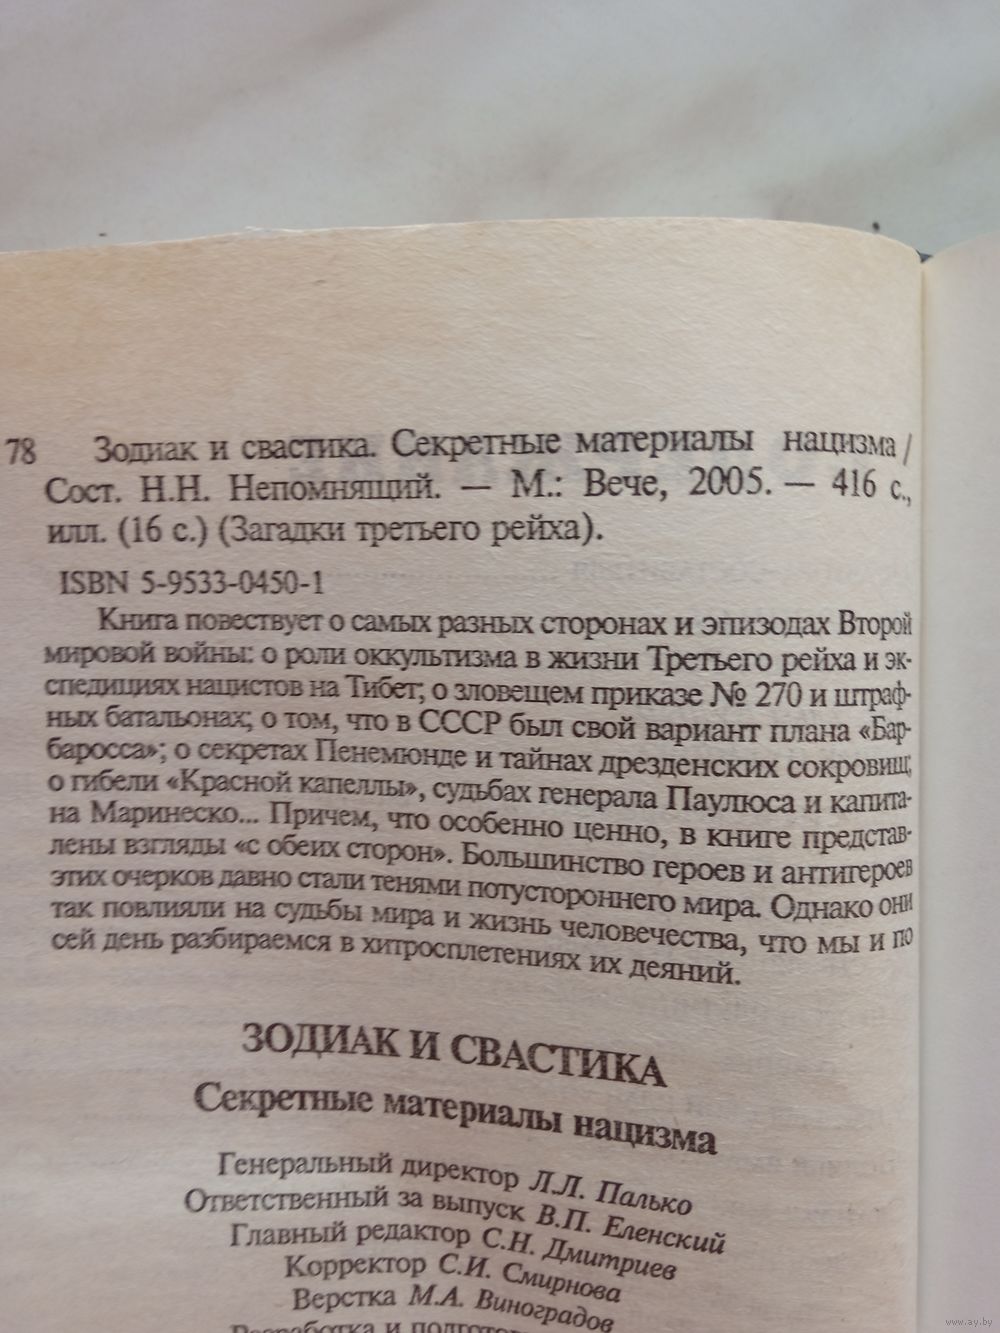 78 Зодиак и свастика. Секретные материалы нацизма /
Сост. Н.Н. Непомнящий. — М.: Вече, 2005. — 416 с.,
илл. (16 с.) (Загадки третьего рейха).
ISBN 5-9533-0450-1
Книга повествует о самых разных сторонах и эпизодах Второй
мировой войны: о роли оккультизма в жизни Третьего рейха и эк-
спедициях нацистов на Тибет; о зловещем приказе № 270 и штраф-
ных батальонах; о том, что в СССР был свой вариант плана «Бар-
баросса»; о секретах Пенемюнде и тайнах дрезденских сокровищ;
о гибели «Красной капеллы», судьбах генерала Паулюса и капита-
на Маринеско... Причем, что особенно ценно, в книге представ-
лены взгляды «с обеих сторон». Большинство героев и антигероев
этих очерков давно стали тенями потустороннего мира. Однако они
так повлияли на судьбы мира и жизнь человечества, что мы и по
сей день разбираемся в хитросплетениях их деяний.
ЗОДИАК И СВАСТИКА
Секретные материалы нацизма
Генеральный директор Л.Л. Палько
Ответственный за выпуск В.П. Еленский
Главный редактор С.Н. Дмитриев
Корректор С.И. Смирнова
Верстка М.А. Виноградов
Разработка и
www.ay.by